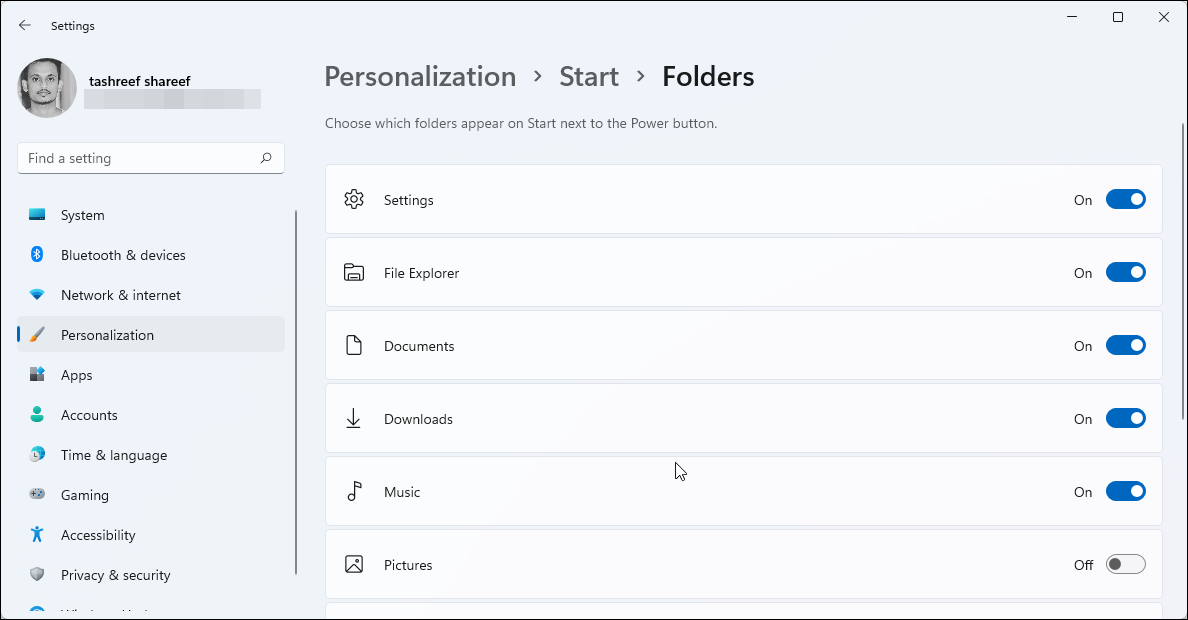 Settings
tashreef shareef
Find a setting
System
Bluetooth & devices
Network & internet
Personalization
Apps
Accounts
Time & language
Gaming
Accessibility
Privacy & security
Personalization > Start > Folders
Choose which folders appear on Start next to the Power button.
Settings On
File Explorer On
Documents On
Downloads On
Music On
Pictures Off